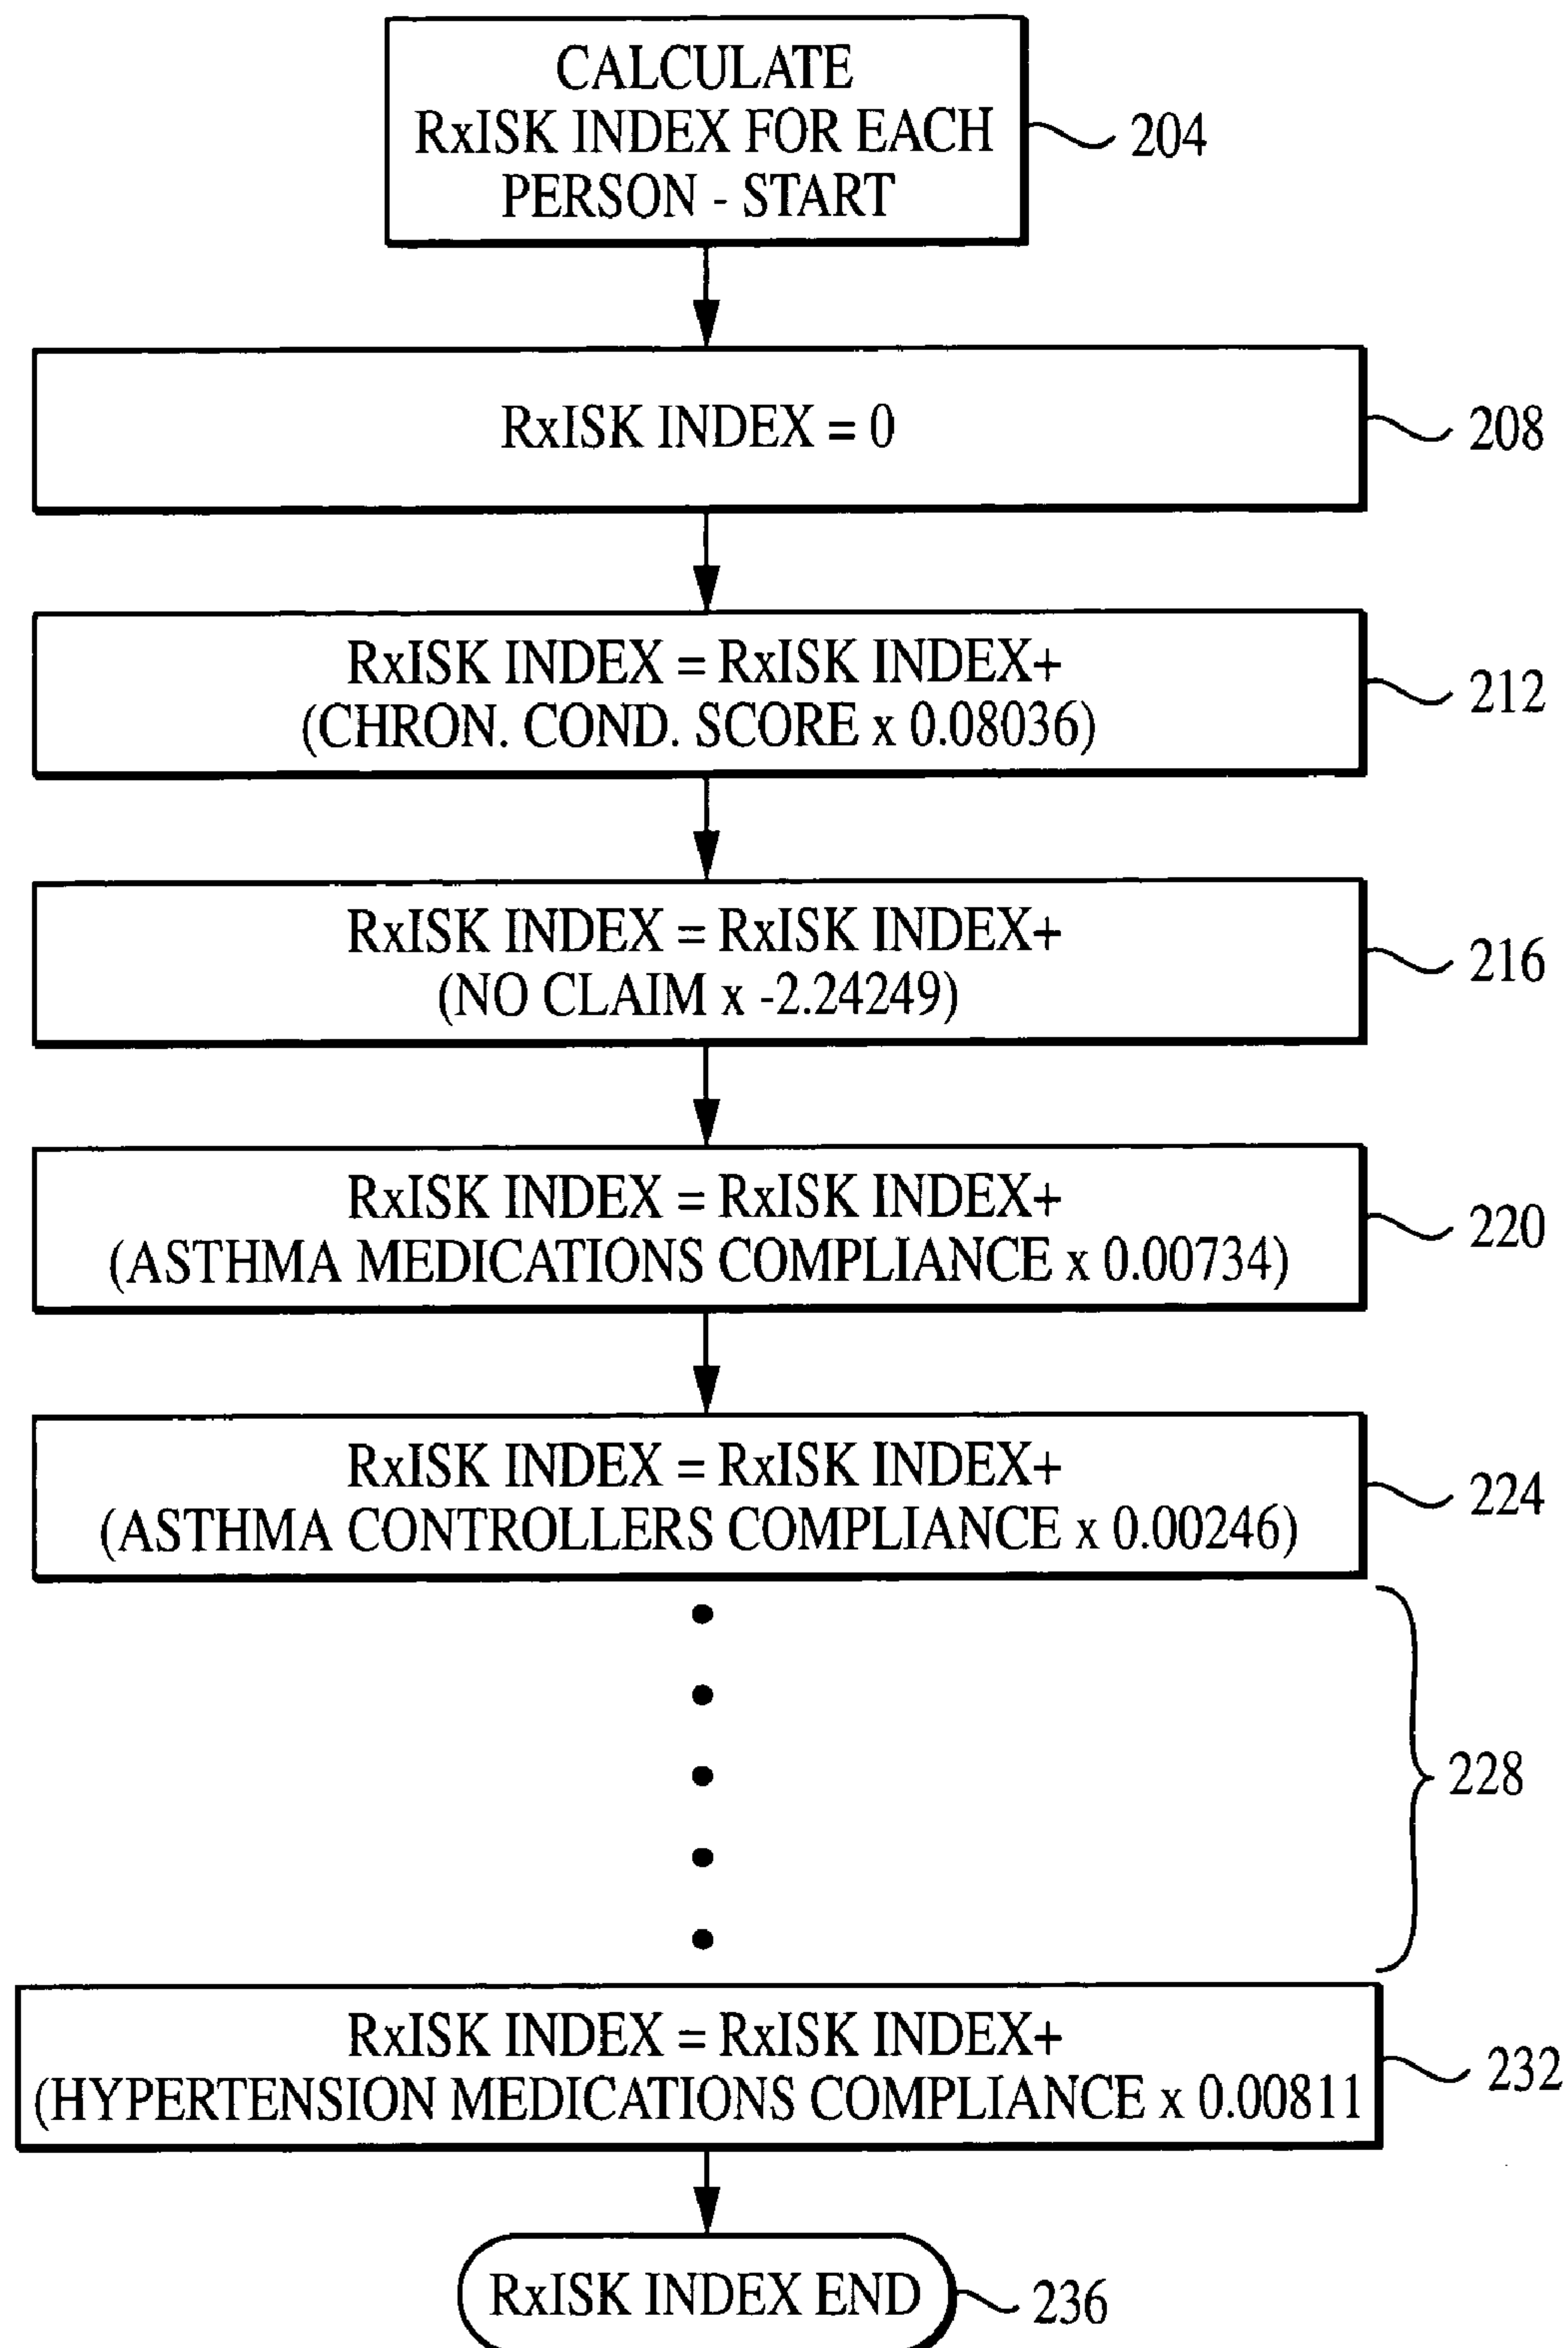 CALCULATE
RxISK INDEX FOR EACH
PERSON - START
204
RxISK INDEX = 0
208
RxISK INDEX = RxISK INDEX+
(CHRON. COND. SCORE x 0.08036)
212
RxISK INDEX = RxISK INDEX+
(NO CLAIM x -2.24249)
216
RxISK INDEX = RxISK INDEX+
(ASTHMA MEDICATIONS COMPLIANCE x 0.00734)
220
RxISK INDEX = RxISK INDEX+
(ASTHMA CONTROLLERS COMPLIANCE x 0.00246)
224
228
RxISK INDEX = RxISK INDEX+
(HYPERTENSION MEDICATIONS COMPLIANCE x 0.00811
232
RxISK INDEX END
236